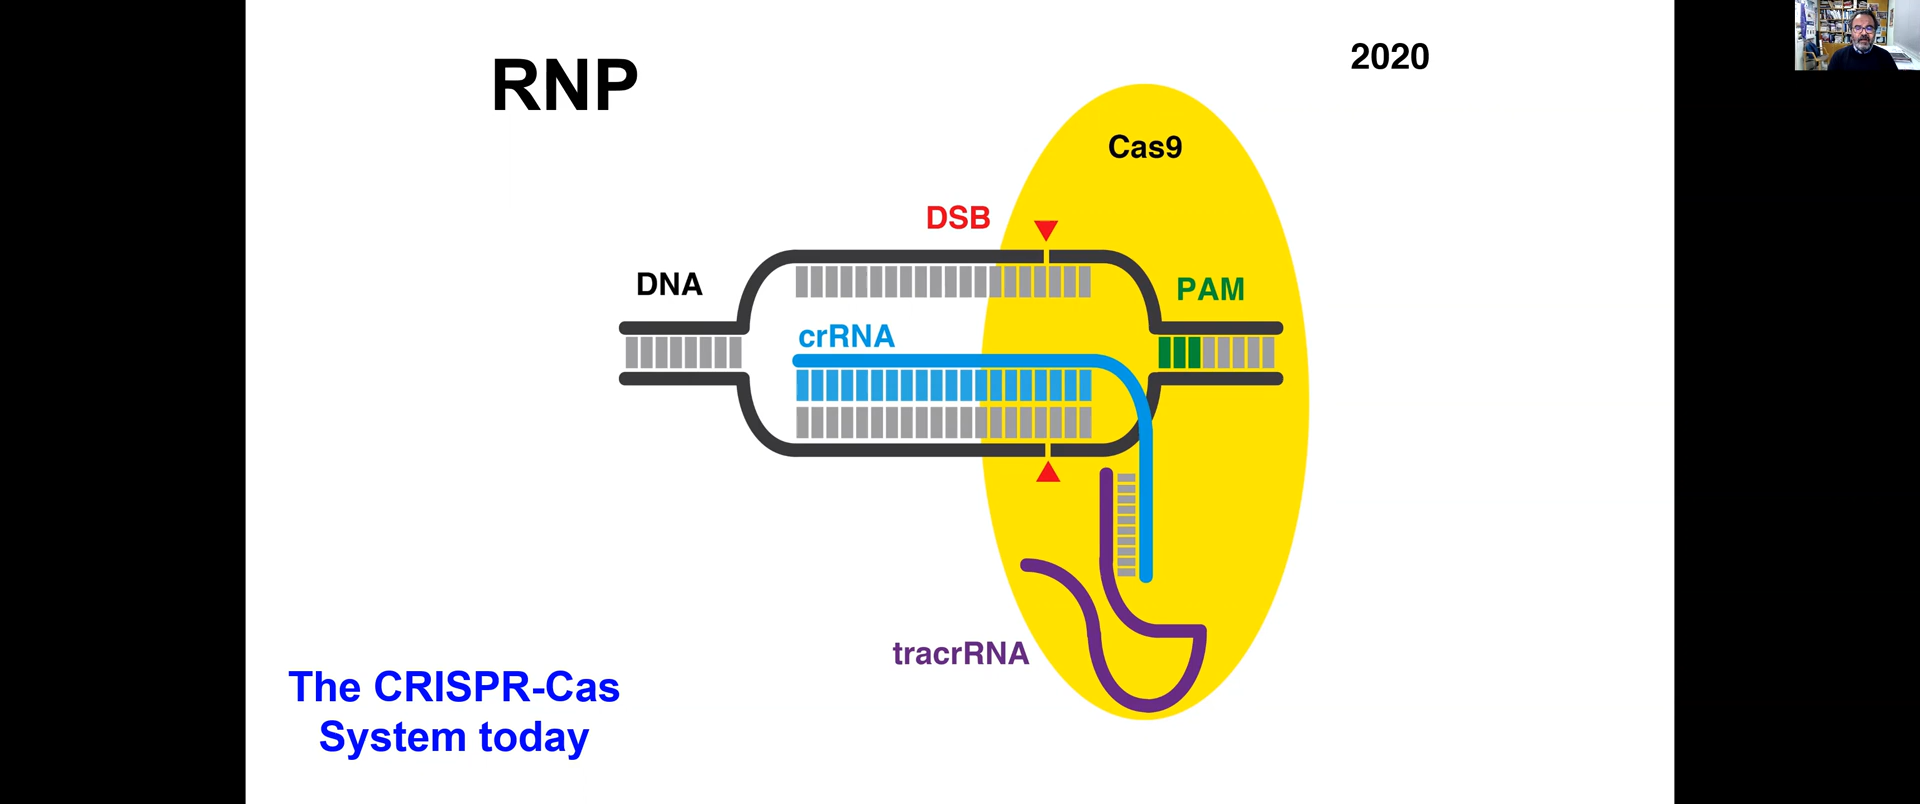 RNP
2020
Cas9
DSB
DNA
PAM
crRNA
tracrRNA
The CRISPR-Cas
System today